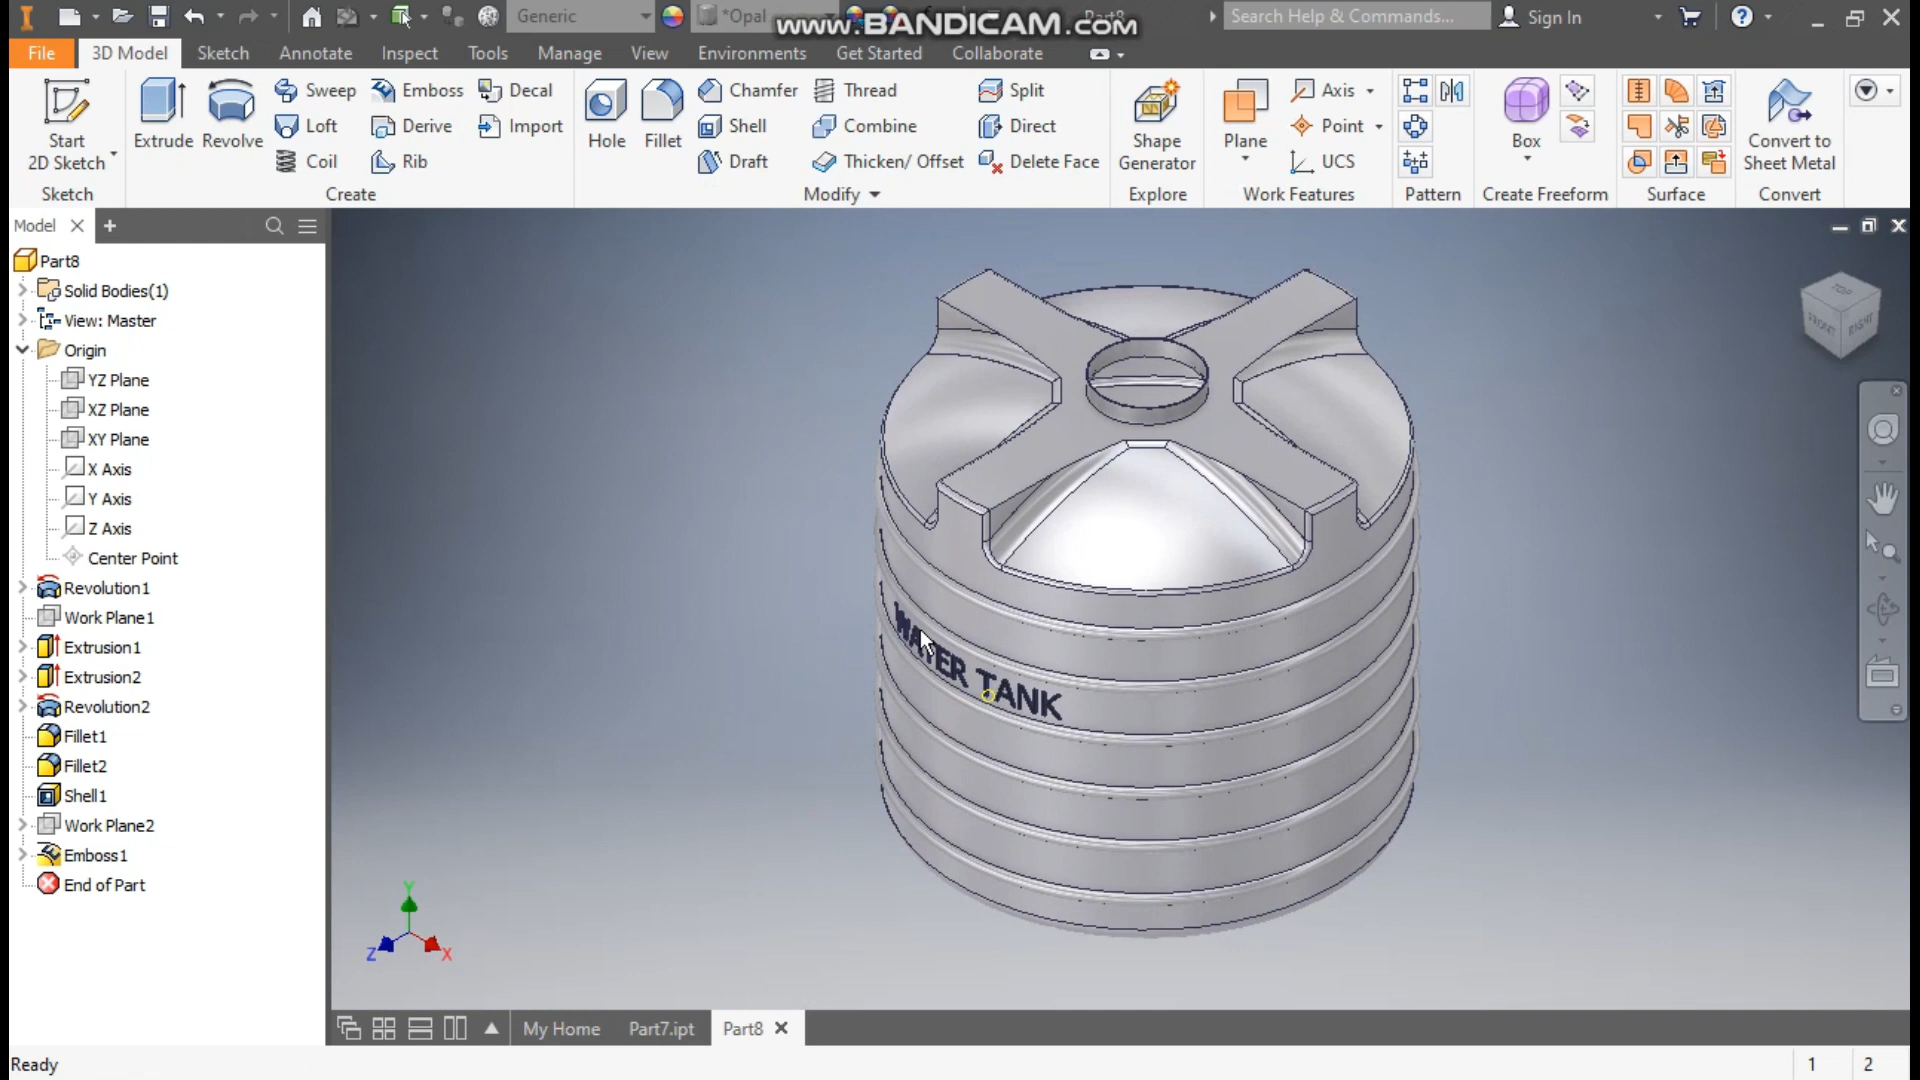 Generic
*Opal
www.BANDICAM.com
Search Help & Commands...
Sign In
File
3D Model
Sketch
Annotate
Inspect
Tools
Manage
View
Environments
Get Started
Collaborate
Start
2D Sketch
Extrude
Revolve
Sweep
Loft
Coil
Emboss
Derive
Rib
Decal
Import
Hole
Fillet
Chamfer
Shell
Draft
Thread
Combine
Thicken/ Offset
Split
Direct
Delete Face
Shape
Generator
Plane
Axis
Point
UCS
Box
Convert to
Sheet Metal
Sketch
Create
Modify
Explore
Work Features
Pattern
Create Freeform
Surface
Convert
Model
Part8
Solid Bodies(1)
View: Master
Origin
YZ Plane
XZ Plane
XY Plane
X Axis
Y Axis
Z Axis
Center Point
Revolution1
Work Plane1
Extrusion1
Extrusion2
Revolution2
Fillet1
Fillet2
Shell1
Work Plane2
Emboss1
End of Part
TOP
FRONT
RIGHT
WATER TANK
Y
Z
X
My Home
Part7.ipt
Part8
Ready
1
2